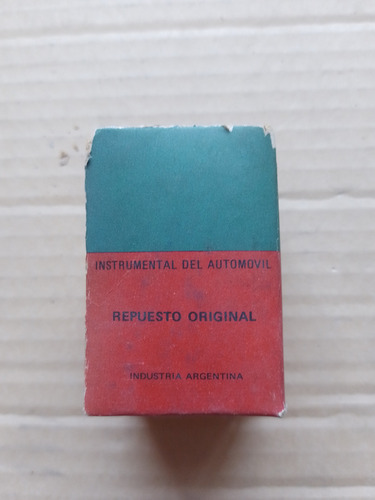 INSTRUMENTAL DEL AUTOMOVIL
REPUESTO ORIGINAL
INDUSTRIA ARGENTINA